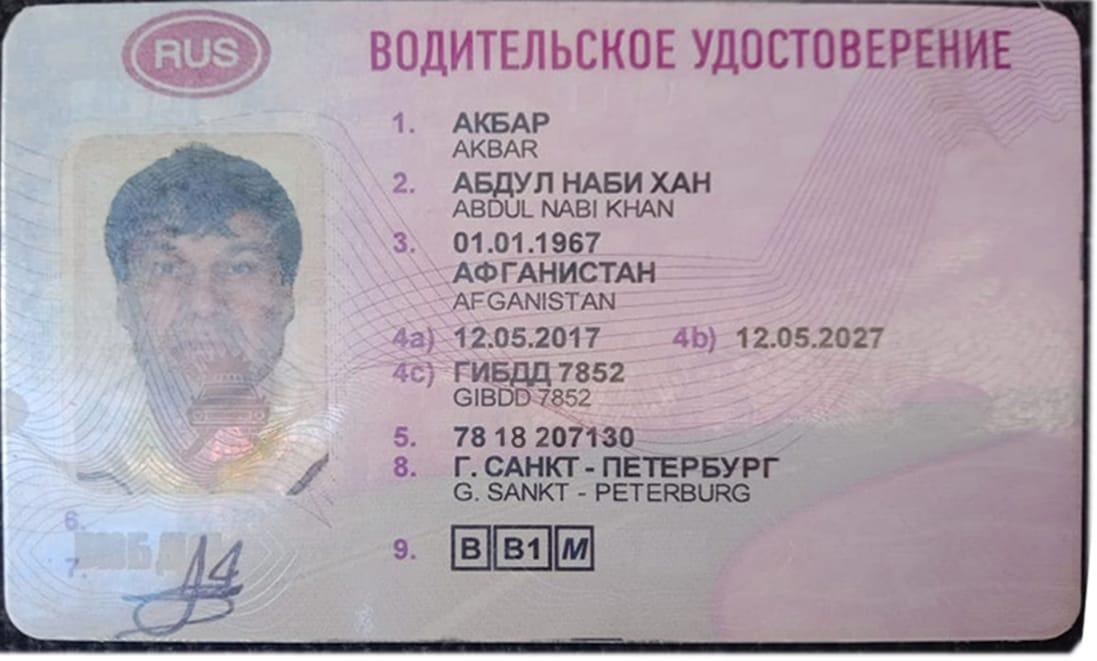 RUS
ВОДИТЕЛЬСКОЕ УДОСТОВЕРЕНИЕ
1. АКБАР
AKBAR
2. АБДУЛ НАБИ ХАН
ABDUL NABI KHAN
3. 01.01.1967
АФГАНИСТАН
AFGANISTAN
4a) 12.05.2017 4b) 12.05.2027
4c) ГИБДД 7852
GIBDD 7852
5. 78 18 207130
8. Г. САНКТ - ПЕТЕРБУРГ
G. SANKT - PETERBURG
6.
7.
9. B B1 M